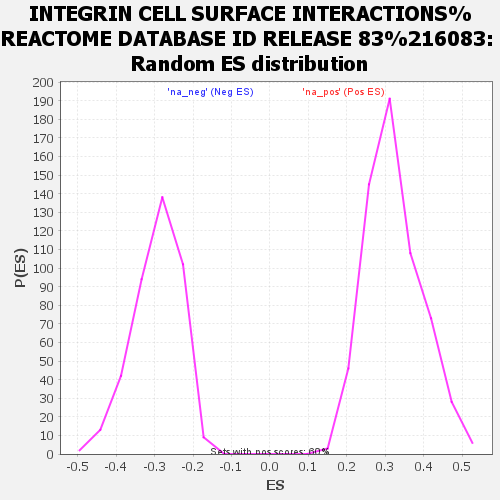 INTEGRIN CELL SURFACE INTERACTIONS%
REACTOME DATABASE ID RELEASE 83%216083:
Random ES distribution
'na_neg' (Neg ES) 'na_pos' (Pos ES)
200
190
180
170
160
150
140
130
120
110
100
90
80
70
60
50
40
30
20
10
0
P(ES)
Sets with pos scores: 60%
-0.5 -0.4 -0.3 -0.2 -0.1 0.0 0.1 0.2 0.3 0.4 0.5
ES